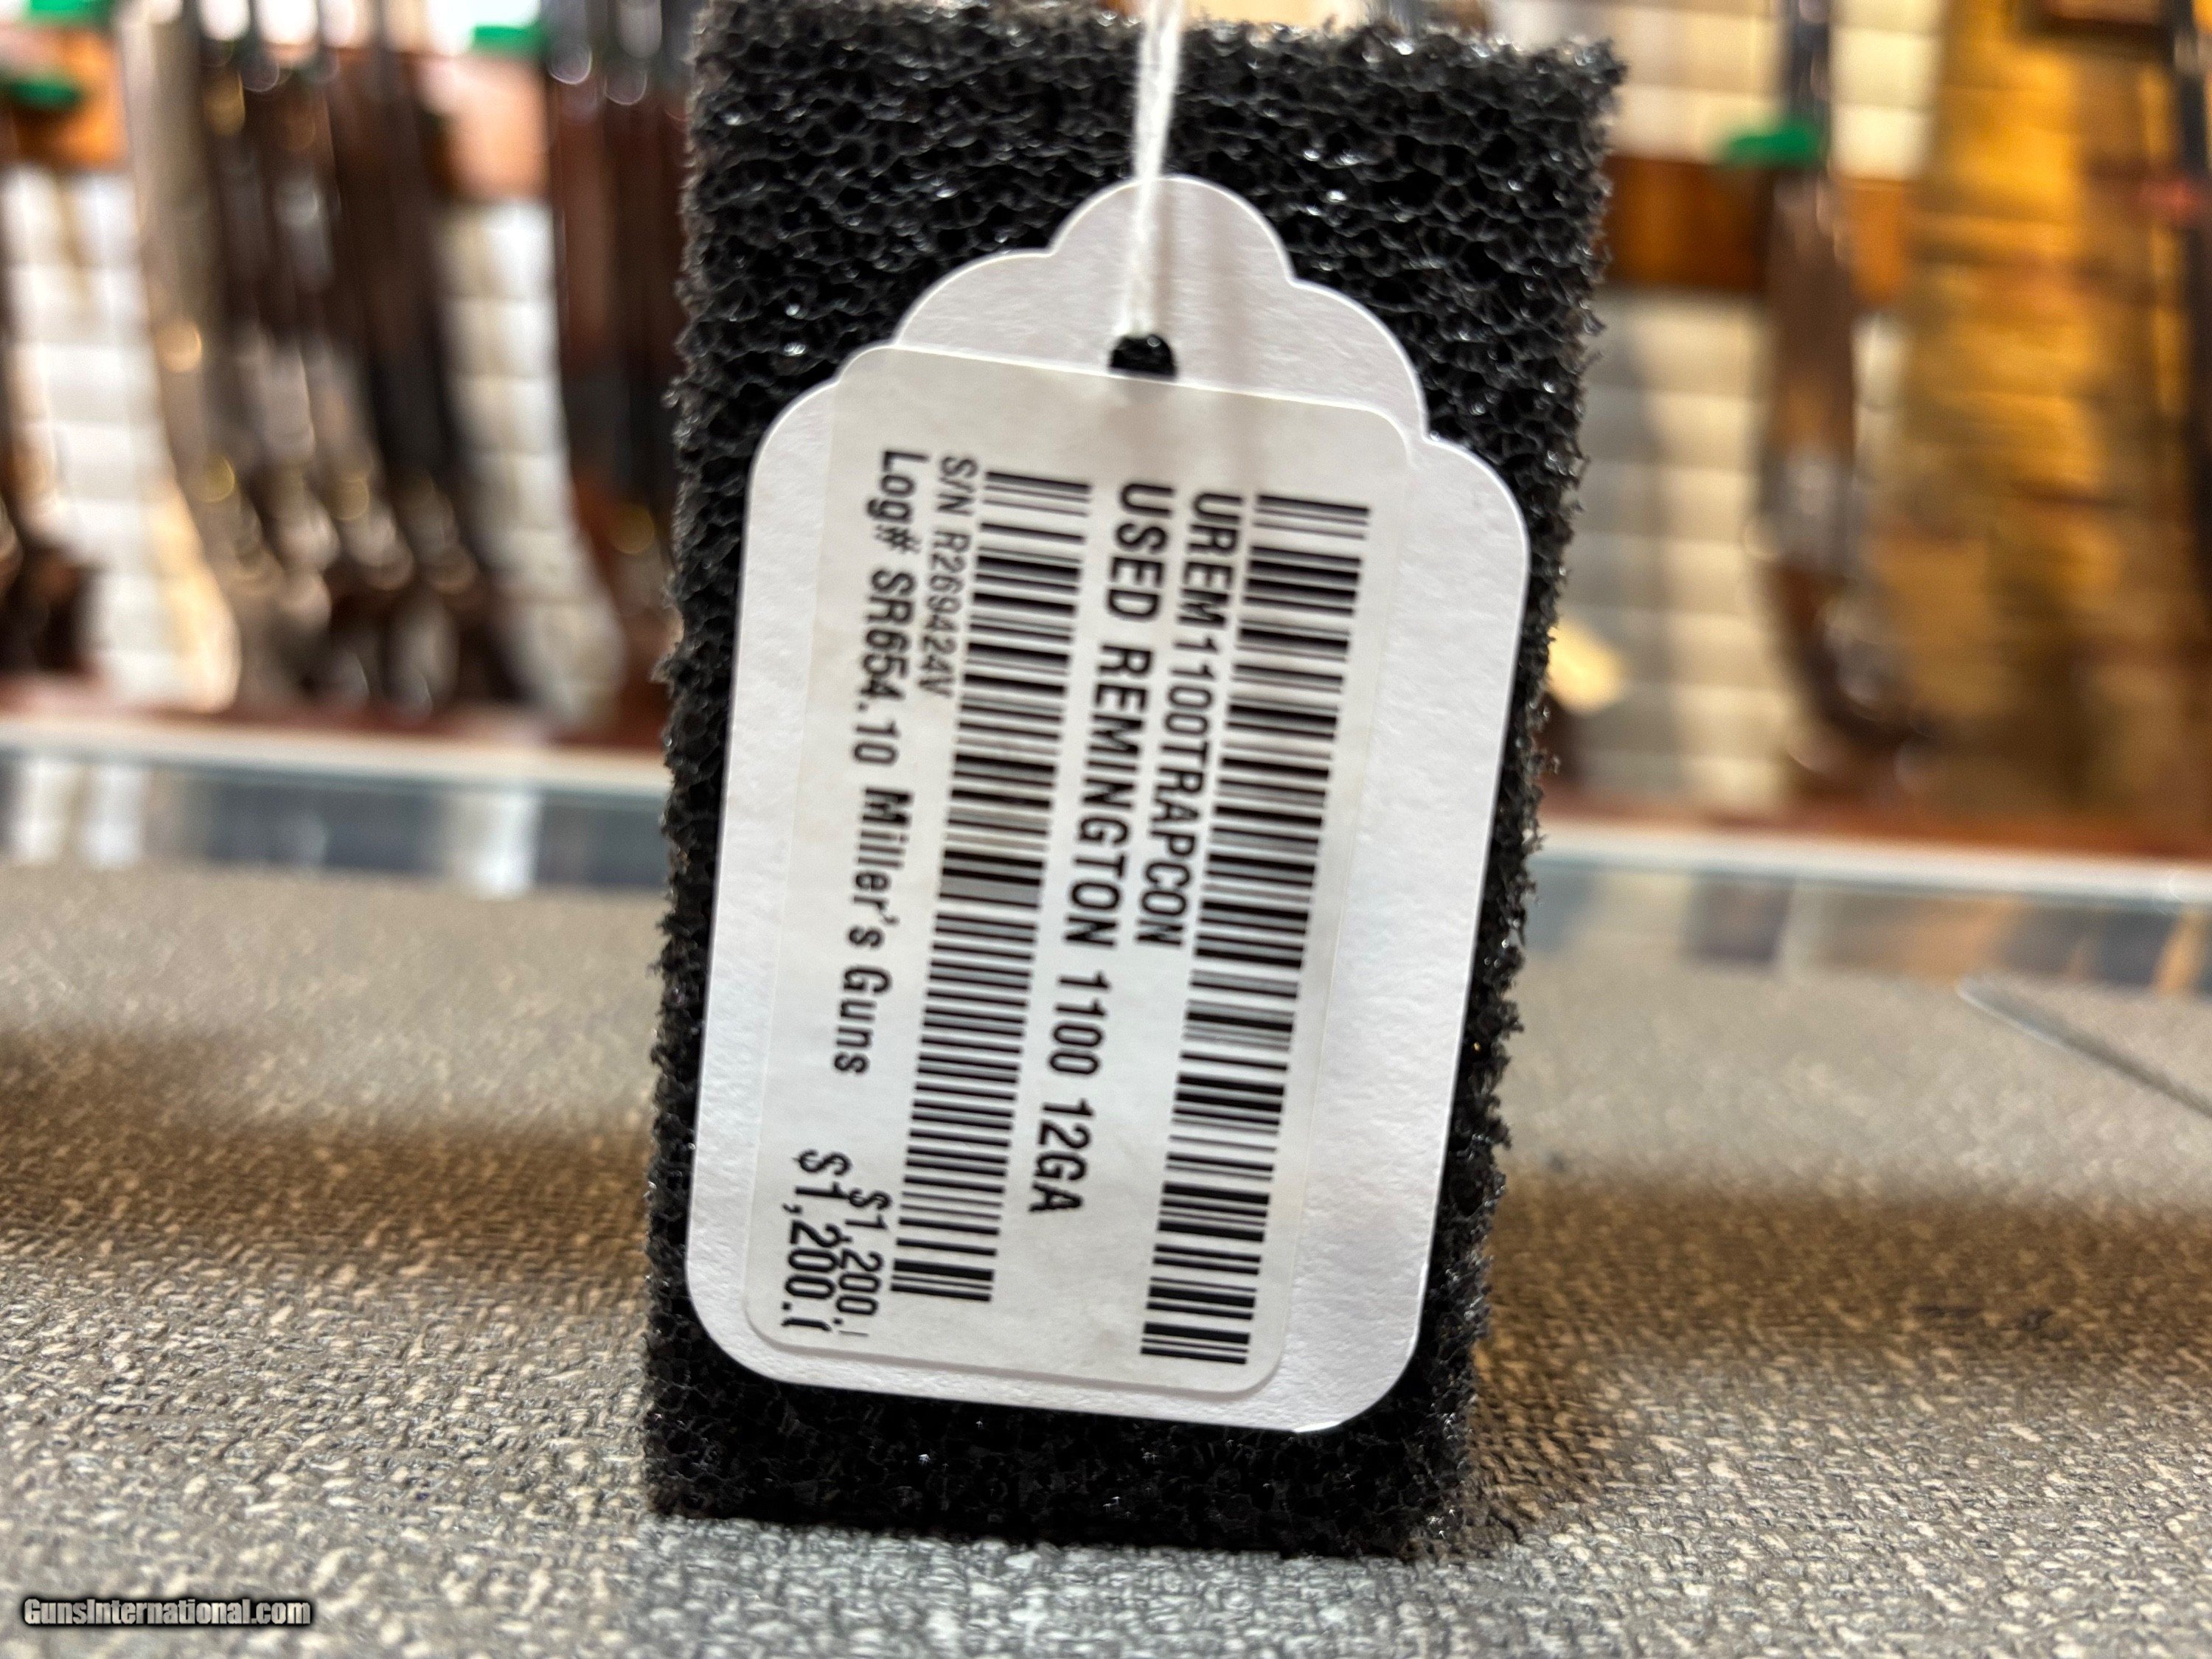 UREM1100TRAPCON
USED REMINGTON 1100 12GA
S/N R269424V
$1,200.
Log# SR654.10 Miller's Guns
$1,200.(
GunsInternational.com